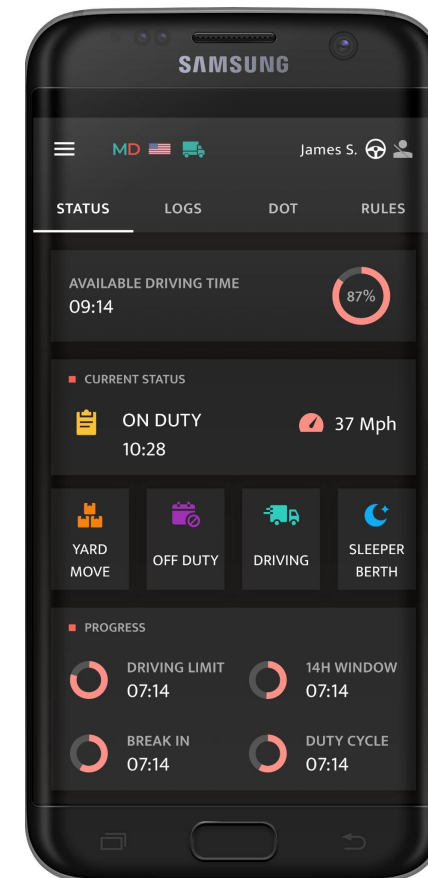 SAMSUNG
MD James S.
STATUS LOGS DOT RULES
AVAILABLE DRIVING TIME
09:14
87%
CURRENT STATUS
ON DUTY
10:28
37 Mph
YARD
MOVE
OFF DUTY
DRIVING
SLEEPER
BERTH
PROGRESS
DRIVING LIMIT
07:14
14H WINDOW
07:14
BREAK IN
07:14
DUTY CYCLE
07:14